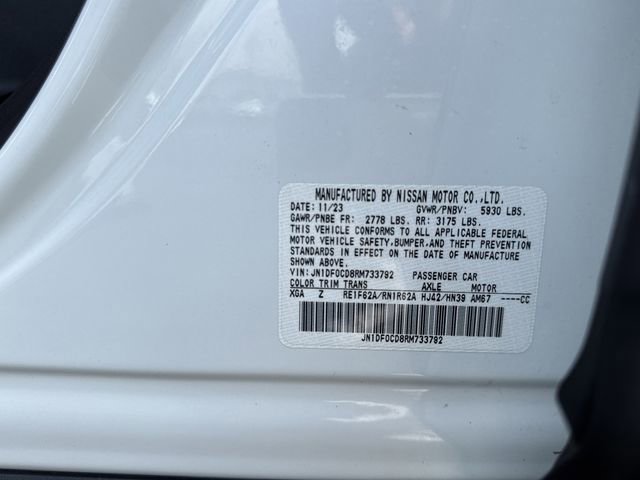 MANUFACTURED BY NISSAN MOTOR CO.,LTD.
DATE: 11/23 GVWR/PNBV: 5930 LBS.
GAWR/PNBE FR: 2778 LBS. RR: 3175 LBS.
THIS VEHICLE CONFORMS TO ALL APPLICABLE FEDERAL
MOTOR VEHICLE SAFETY, BUMPER, AND THEFT PREVENTION
STANDARDS IN EFFECT ON THE DATE OF MANUFACTURE
SHOWN ABOVE.
VIN: JN1DF0CD8RM733792 PASSENGER CAR
COLOR TRIM TRANS AXLE MOTOR
XGA Z RE1F62A/RN1R62A HJ42/HN39 AM67 ----CC
JN1DF0CD8RM733792